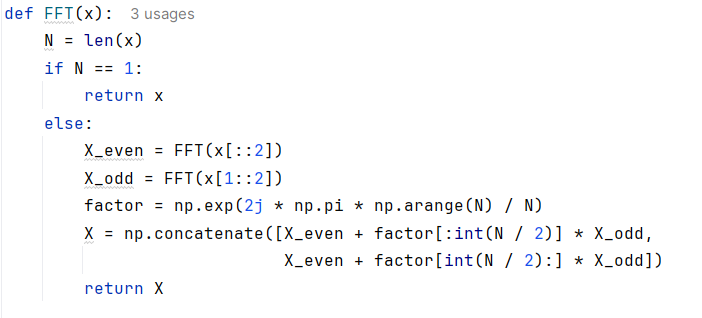 def FFT(x): 3 usages
    N = len(x)
    if N == 1:
        return x
    else:
        X_even = FFT(x[::2])
        X_odd = FFT(x[1::2])
        factor = np.exp(2j * np.pi * np.arange(N) / N)
        X = np.concatenate([X_even + factor[:int(N / 2)] * X_odd,
                            X_even + factor[int(N / 2):] * X_odd])
        return X